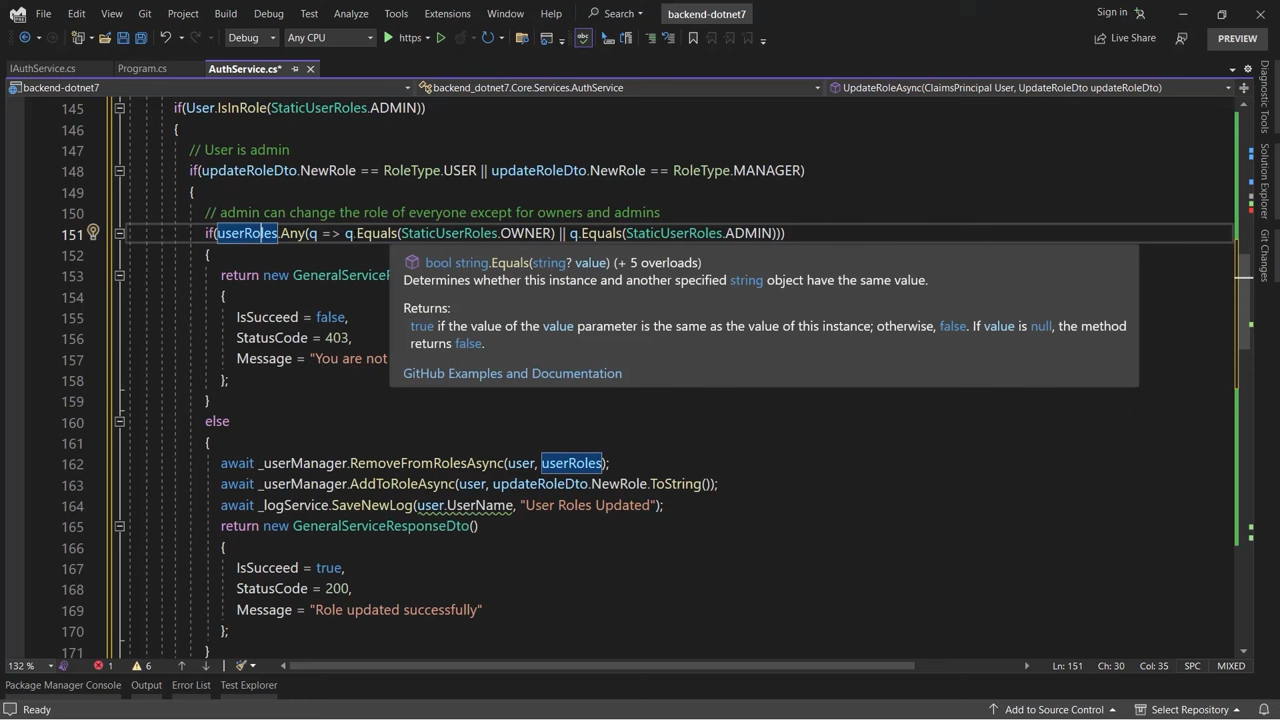 File Edit View Git Project Build Debug Test Analyze Tools Extensions Window Help Search backend-dotnet7 Sign in
Debug Any CPU https Live Share PREVIEW
IAuthService.cs Program.cs AuthService.cs*
backend-dotnet7 backend_dotnet7.Core.Services.AuthService UpdateRoleAsync(ClaimsPrincipal User, UpdateRoleDto updateRoleDto)
145 if(User.IsInRole(StaticUserRoles.ADMIN))
146 {
147 // User is admin
148 if(updateRoleDto.NewRole == RoleType.USER || updateRoleDto.NewRole == RoleType.MANAGER)
149 {
150 // admin can change the role of everyone except for owners and admins
151 if(userRoles.Any(q => q.Equals(StaticUserRoles.OWNER) || q.Equals(StaticUserRoles.ADMIN)))
152 {
bool string.Equals(string? value) (+ 5 overloads)
153 return new GeneralServic
Determines whether this instance and another specified string object have the same value.
154 {
Returns:
155 IsSucceed = false,
true if the value of the value parameter is the same as the value of this instance; otherwise, false. If value is null, the method
156 StatusCode = 403,
returns false.
157 Message = "You are not
GitHub Examples and Documentation
158 };
159 }
160 else
161 {
162 await _userManager.RemoveFromRolesAsync(user, userRoles);
163 await _userManager.AddToRoleAsync(user, updateRoleDto.NewRole.ToString());
164 await _logService.SaveNewLog(user.UserName, "User Roles Updated");
165 return new GeneralServiceResponseDto()
166 {
167 IsSucceed = true,
168 StatusCode = 200,
169 Message = "Role updated successfully"
170 };
}
132 % 1 6 Ln: 151 Ch: 30 Col: 35 SPC MIXED
Package Manager Console Output Error List Test Explorer
Ready Add to Source Control Select Repository
Diagnostic Tools
Solution Explorer
Git Changes